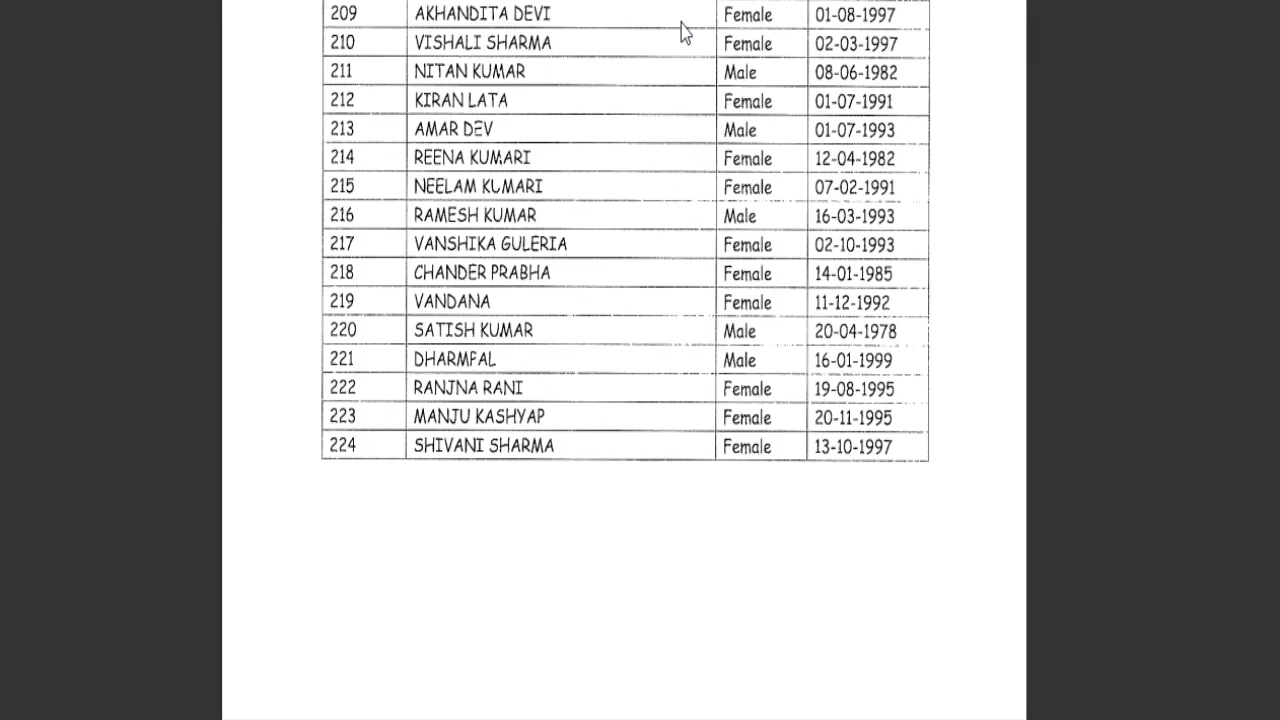 209 AKHANDITA DEVI Female 01-08-1997
210 VISHALI SHARMA Female 02-03-1997
211 NITAN KUMAR Male 08-06-1982
212 KIRAN LATA Female 01-07-1991
213 AMAR DEV Male 01-07-1993
214 REENA KUMARI Female 12-04-1982
215 NEELAM KUMARI Female 07-02-1991
216 RAMESH KUMAR Male 16-03-1993
217 VANSHIKA GULERIA Female 02-10-1993
218 CHANDER PRABHA Female 14-01-1985
219 VANDANA Female 11-12-1992
220 SATISH KUMAR Male 20-04-1978
221 DHARMPAL Male 16-01-1999
222 RANJNA RANI Female 19-08-1995
223 MANJU KASHYAP Female 20-11-1995
224 SHIVANI SHARMA Female 13-10-1997